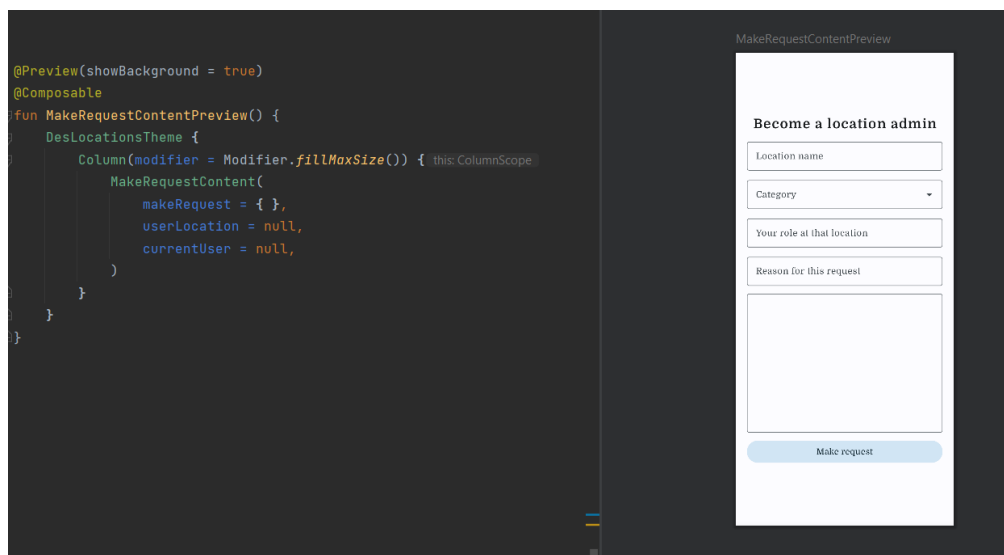 MakeRequestContentPreview
@Preview(showBackground = true)
@Composable
fun MakeRequestContentPreview() {
DesLocationsTheme {
Column(modifier = Modifier.fillMaxSize()) { this: ColumnScope
MakeRequestContent(
makeRequest = { },
userLocation = null,
currentUser = null,
)
}
}
}
Become a location admin
Location name
Category
Your role at that location
Reason for this request
Make request